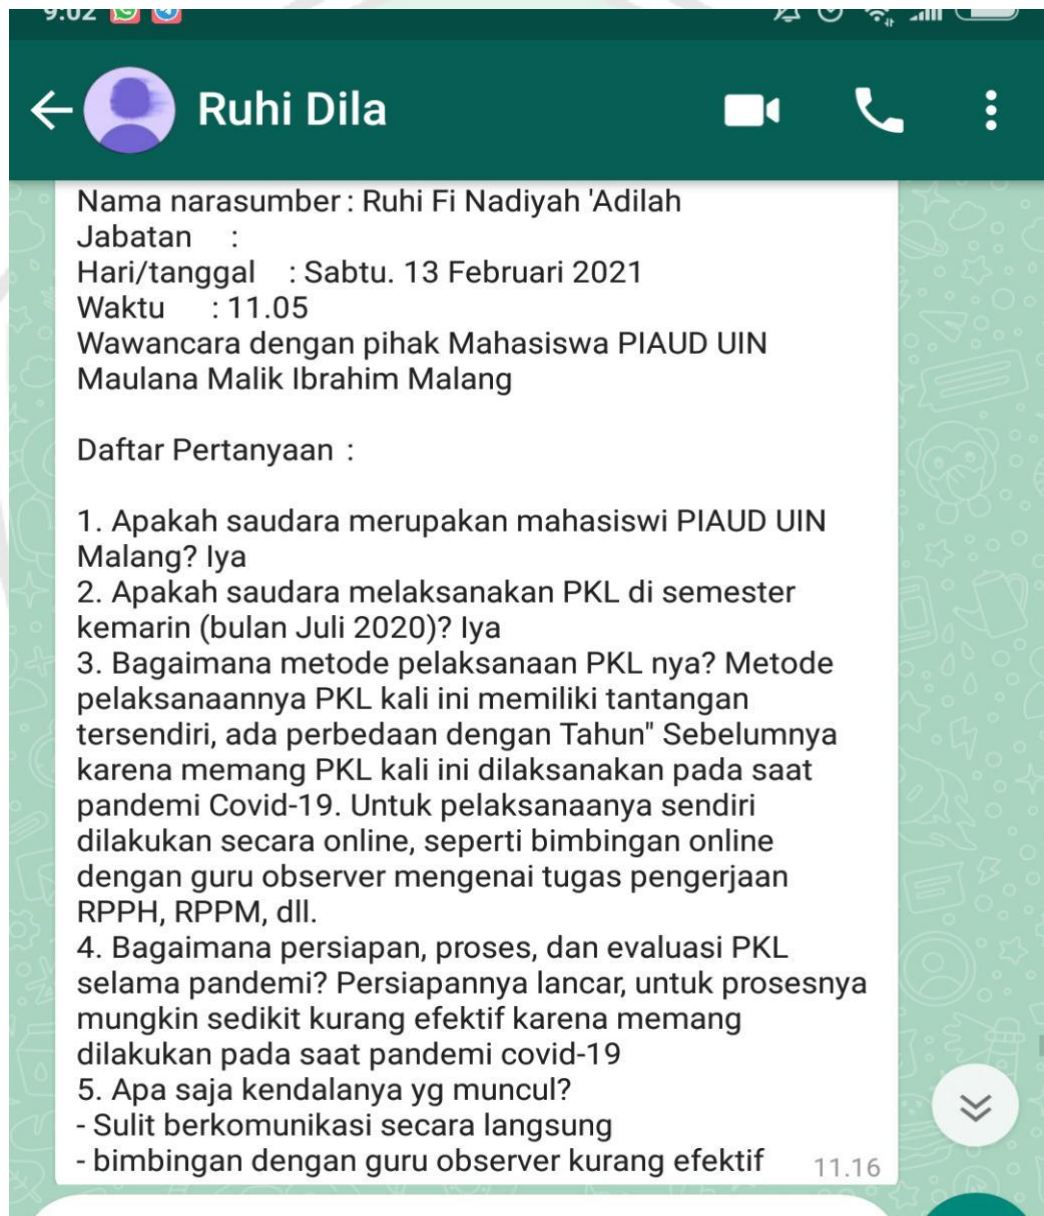 9:02
Ruhi Dila
Nama narasumber : Ruhi Fi Nadiyah 'Adilah
Jabatan :
Hari/tanggal : Sabtu. 13 Februari 2021
Waktu : 11.05
Wawancara dengan pihak Mahasiswa PIAUD UIN
Maulana Malik Ibrahim Malang
Daftar Pertanyaan :
1. Apakah saudara merupakan mahasiswi PIAUD UIN
Malang? Iya
2. Apakah saudara melaksanakan PKL di semester
kemarin (bulan Juli 2020)? Iya
3. Bagaimana metode pelaksanaan PKL nya? Metode
pelaksanaannya PKL kali ini memiliki tantangan
tersendiri, ada perbedaan dengan Tahun" Sebelumnya
karena memang PKL kali ini dilaksanakan pada saat
pandemi Covid-19. Untuk pelaksanaanya sendiri
dilakukan secara online, seperti bimbingan online
dengan guru observer mengenai tugas pengerjaan
RPPH, RPPM, dll.
4. Bagaimana persiapan, proses, dan evaluasi PKL
selama pandemi? Persiapannya lancar, untuk prosesnya
mungkin sedikit kurang efektif karena memang
dilakukan pada saat pandemi covid-19
5. Apa saja kendalanya yg muncul?
- Sulit berkomunikasi secara langsung
- bimbingan dengan guru observer kurang efektif
11.16